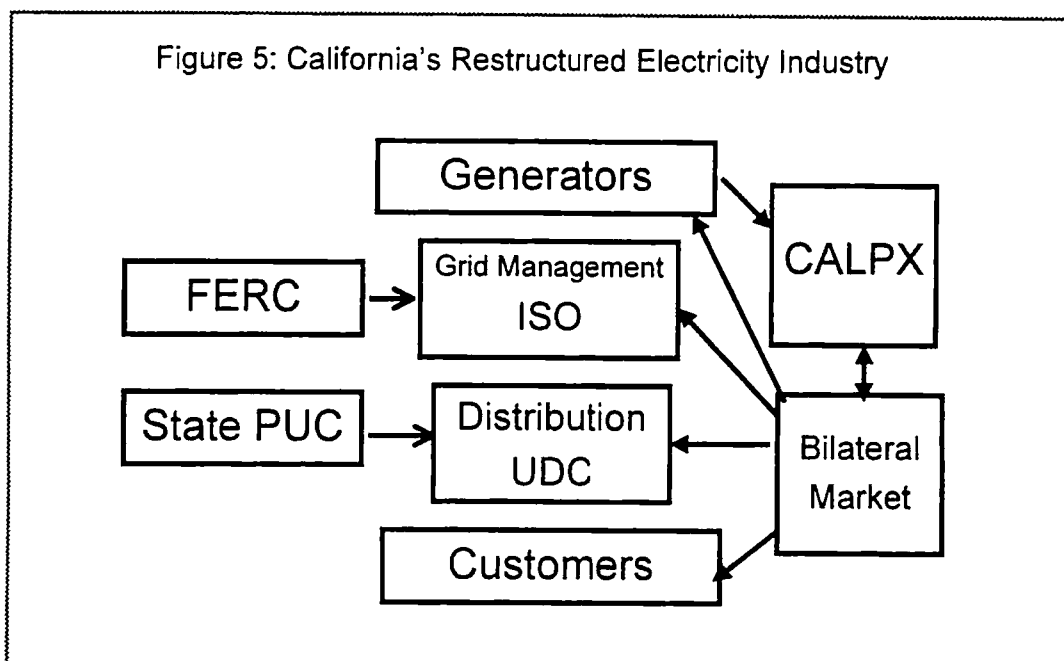 Figure 5: California's Restructured Electricity Industry
Generators
CALPX
FERC
Grid Management
ISO
State PUC
Distribution
UDC
Bilateral
Market
Customers